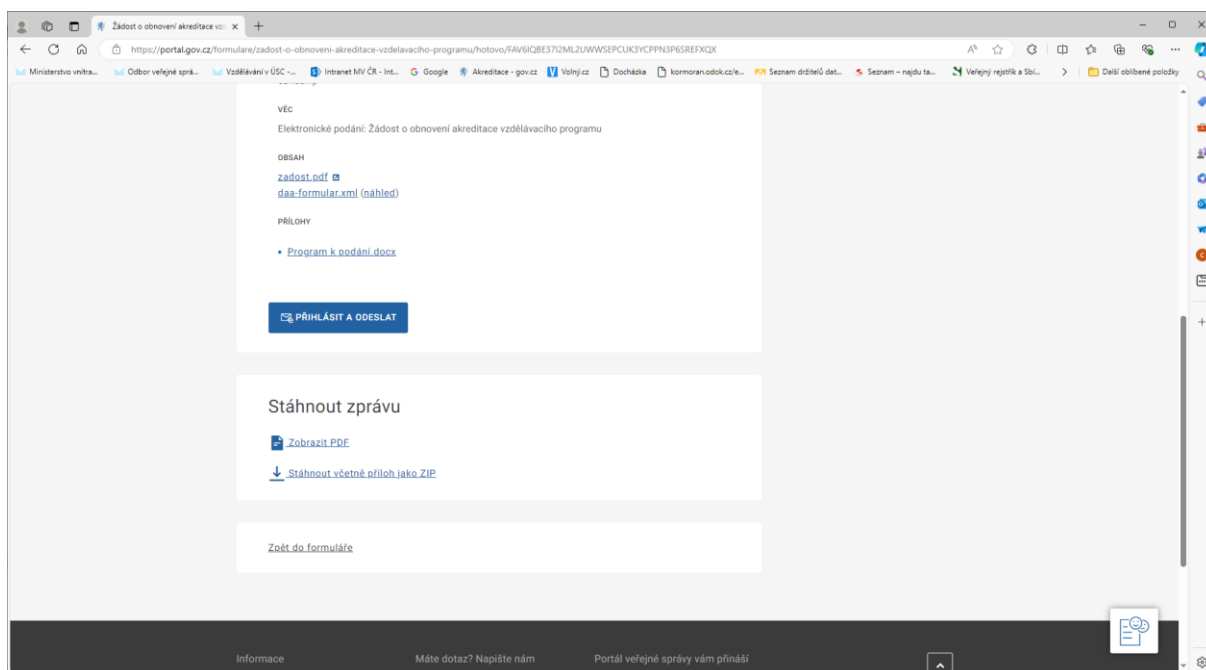 Žádost o obnovení akreditace vz
https://portal.gov.cz/formulare/zadost-o-obnoveni-akreditace-vzdelavaciho-programu/hotovo/FAV6IQBE37I2ML2UWWSEPCUK3YCPPN3P6SREFXQX
Ministerstvo vnitra... Odbor veřejné sprá... Vzdělávání v ÚSC -... Intranet MV ČR - Int... Google Akreditace - gov.cz Volný.cz Docházka kormoran.odok.cz/e... Seznam držitelů dat... Seznam – najdu ta... Veřejný rejstřík a Sbí... Další oblíbené položky
VĚC
Elektronické podání: Žádost o obnovení akreditace vzdělávacího programu
OBSAH
zadost.pdf
daa-formular.xml (náhled)
PŘÍLOHY
• Program k podání.docx
PŘIHLÁSIT A ODESLAT
Stáhnout zprávu
Zobrazit PDF
Stáhnout včetně příloh jako ZIP
Zpět do formuláře
Informace Máte dotaz? Napište nám Portál veřejné správy vám přináší